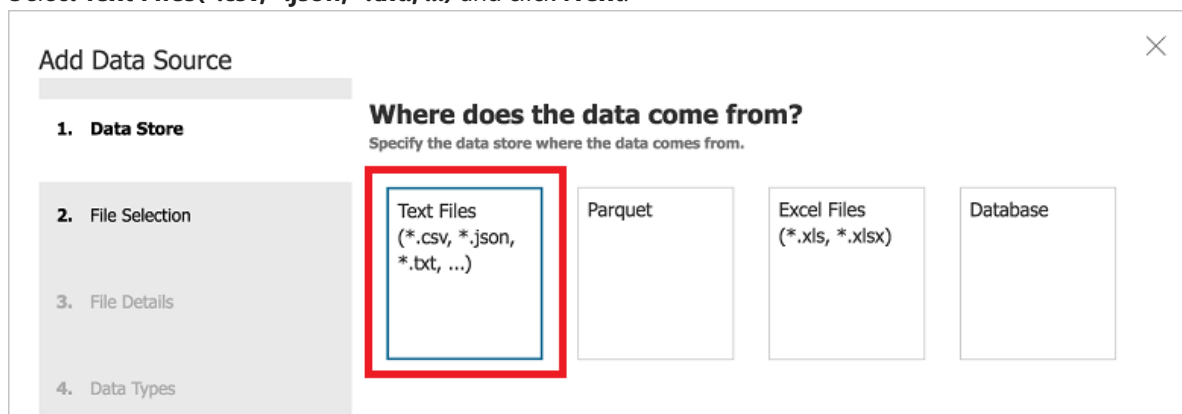 Add Data Source
1. Data Store
Where does the data come from?
Specify the data store where the data comes from.
2. File Selection
Text Files
(*.csv, *.json,
*.txt, ...)
Parquet
Excel Files
(*.xls, *.xlsx)
Database
3. File Details
4. Data Types